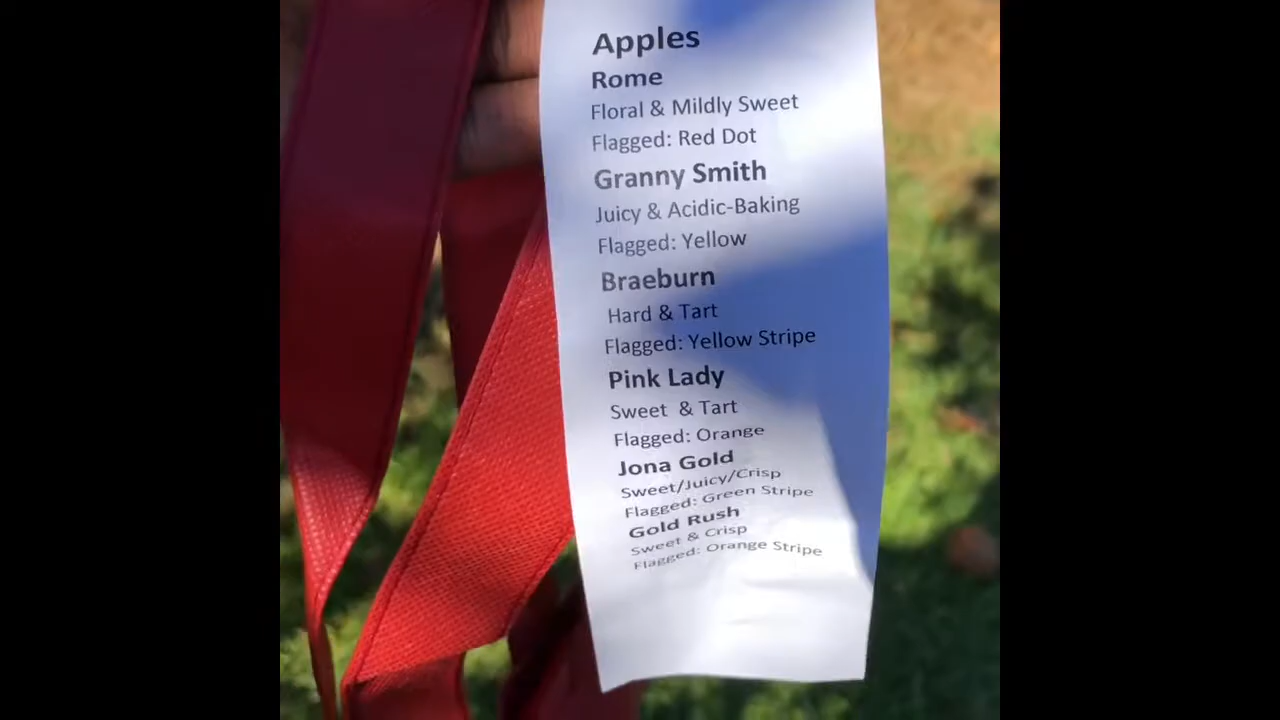 Apples
Rome
Floral & Mildly Sweet
Flagged: Red Dot
Granny Smith
Juicy & Acidic-Baking
Flagged: Yellow
Braeburn
Hard & Tart
Flagged: Yellow Stripe
Pink Lady
Sweet & Tart
Flagged: Orange
Jona Gold
Sweet/Juicy/Crisp
Flagged: Green Stripe
Gold Rush
Sweet & Crisp
Flagged: Orange Stripe